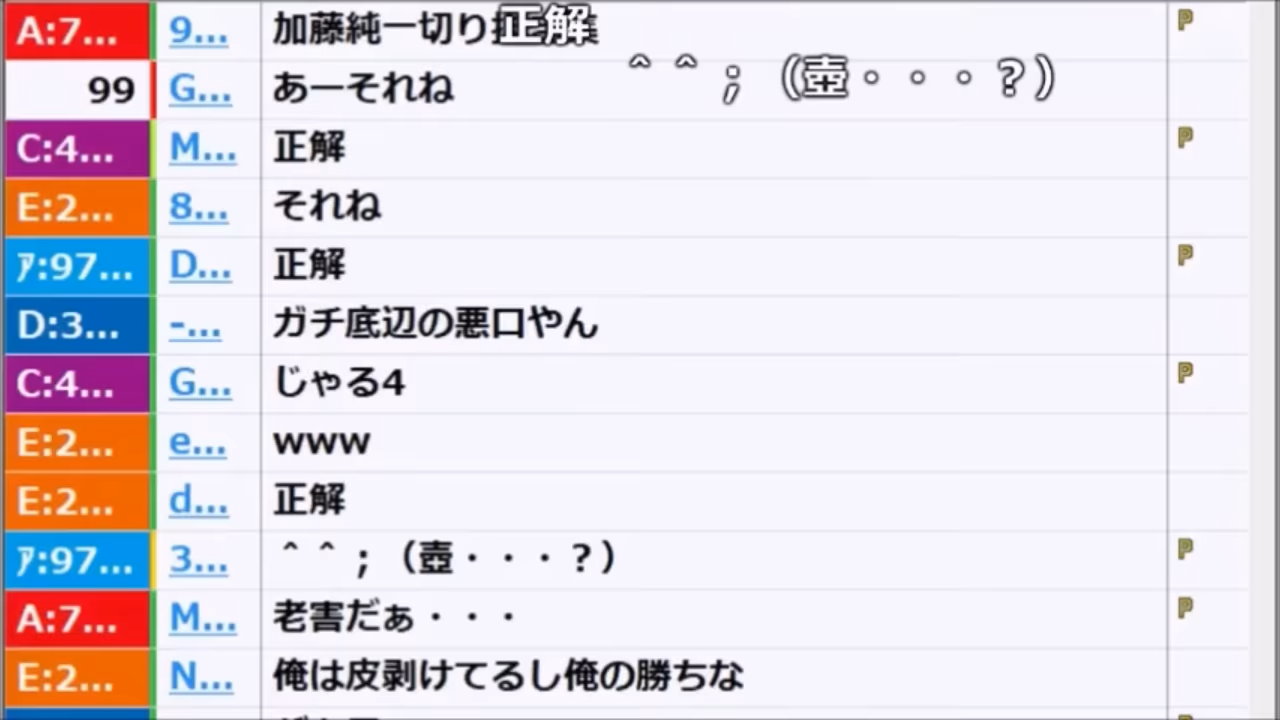 A:7... 9... 加藤純一切り P
正解
99 G... あーそれね
＾＾；（壺・・・？）
C:4... M... 正解 P
E:2... 8... それね
ｱ:97... D... 正解 P
D:3... -... ガチ底辺の悪口やん
C:4... G... じゃる4 P
E:2... e... www
E:2... d... 正解
ｱ:97... 3... ＾＾；（壺・・・？） P
A:7... M... 老害だぁ・・・ P
E:2... N... 俺は皮剥けてるし俺の勝ちな